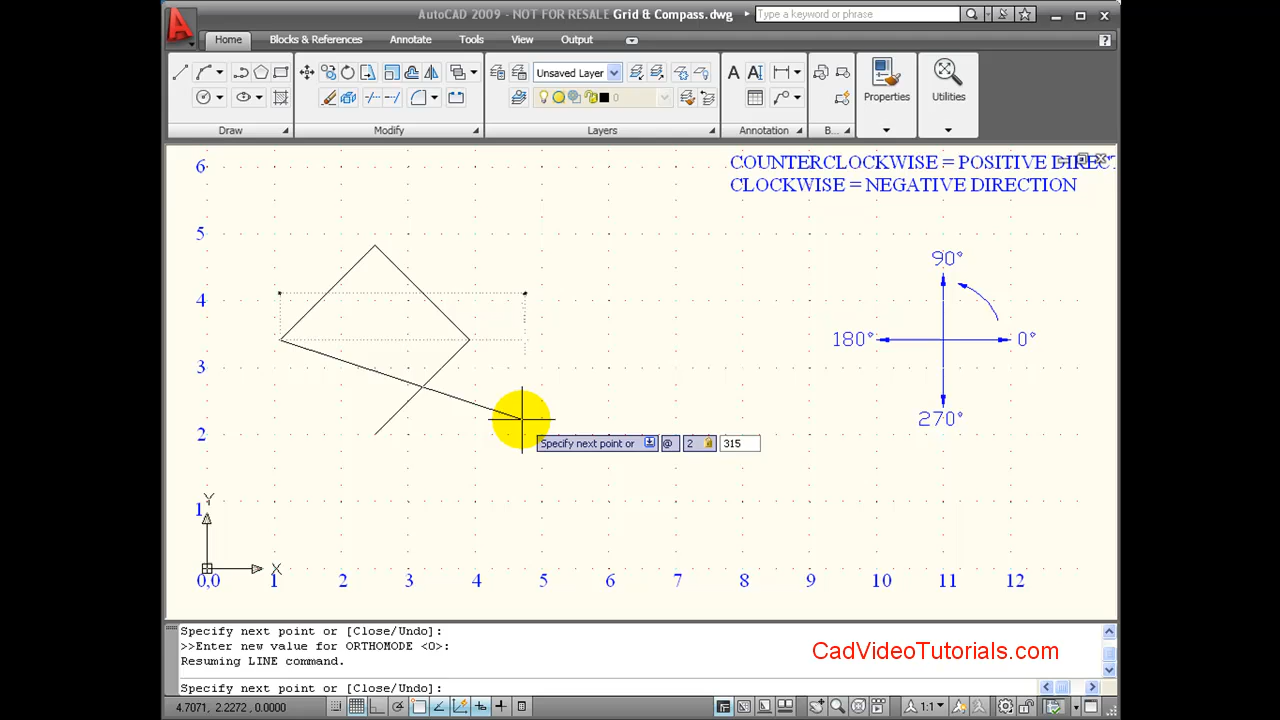 AutoCAD 2009 - NOT FOR RESALE Grid & Compass.dwg
Type a keyword or phrase
Home Blocks & References Annotate Tools View Output
Unsaved Layer
0
Properties
Utilities
Draw Modify Layers Annotation B...
COUNTERCLOCKWISE = POSITIVE DIRECT
CLOCKWISE = NEGATIVE DIRECTION
6
5
4
3
2
1
90°
180° 0°
270°
Specify next point or @ 2 315
Y
X
0,0 1 2 3 4 5 6 7 8 9 10 11 12
Specify next point or [Close/Undo]:
>>Enter new value for ORTHOMODE <0>:
Resuming LINE command.
Specify next point or [Close/Undo]:
CadVideoTutorials.com
4.7071, 2.2272, 0.0000
1:1